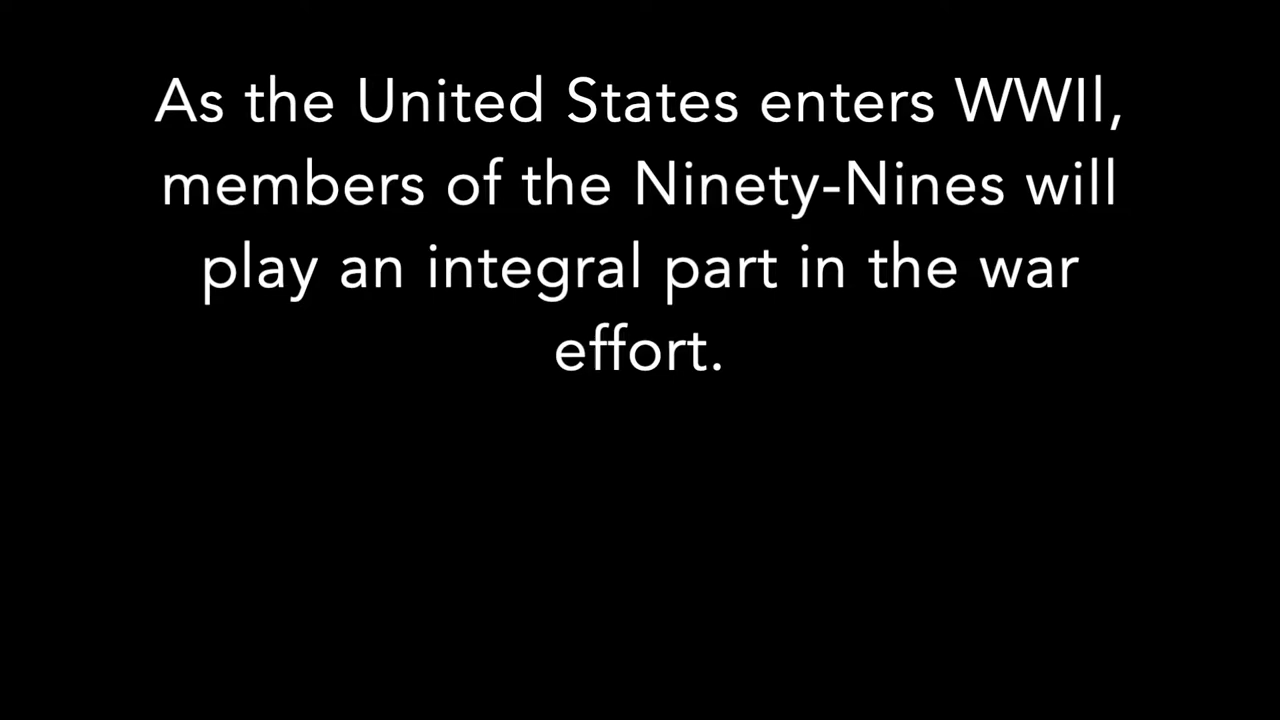 As the United States enters WWII,
members of the Ninety-Nines will
play an integral part in the war
effort.